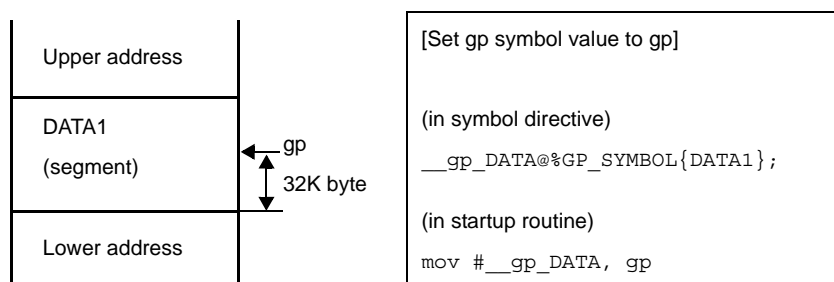 Upper address
DATA1
(segment)
gp
32K byte
Lower address
[Set gp symbol value to gp]
(in symbol directive)
__gp_DATA@%GP_SYMBOL{DATA1};
(in startup routine)
mov #__gp_DATA, gp